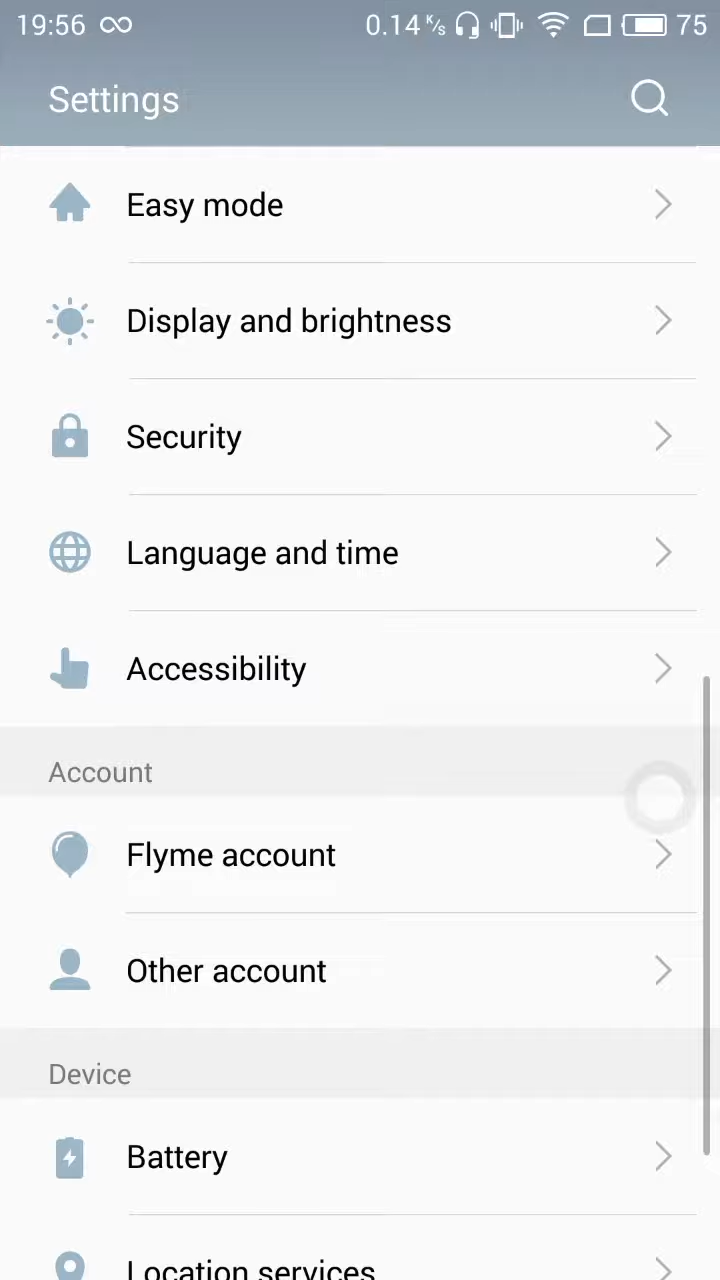 19:56 0.14 K/s 75
Settings
Easy mode
Display and brightness
Security
Language and time
Accessibility
Account
Flyme account
Other account
Device
Battery
Location services